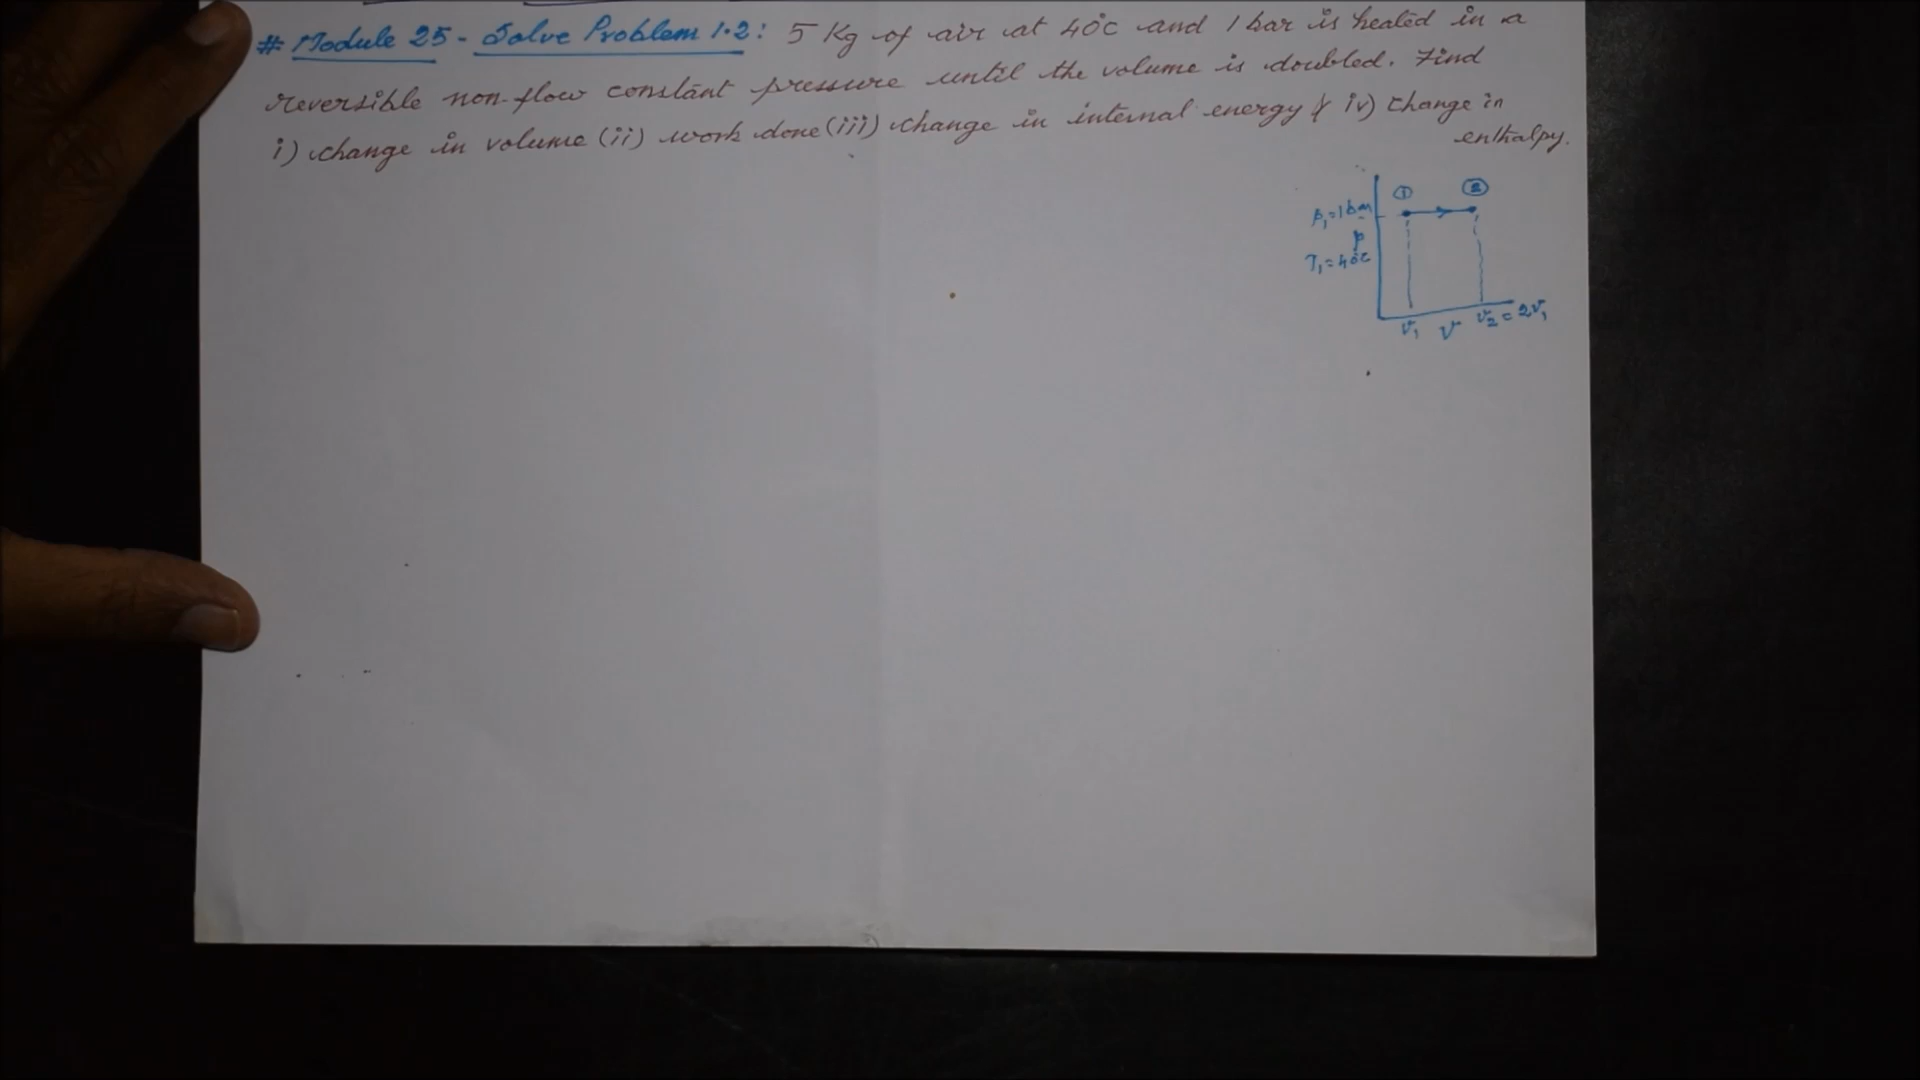 # Module 25 - Solve Problem 1.2: 5 Kg of air at 40°C and 1 bar is heated in a
reversible non-flow constant pressure until the volume is doubled. Find
i) change in volume (ii) work done (iii) change in internal energy & iv) change in
enthalpy.
① ②
p₁=1bar
p
T₁=40°C
v₁ v v₂=2v₁